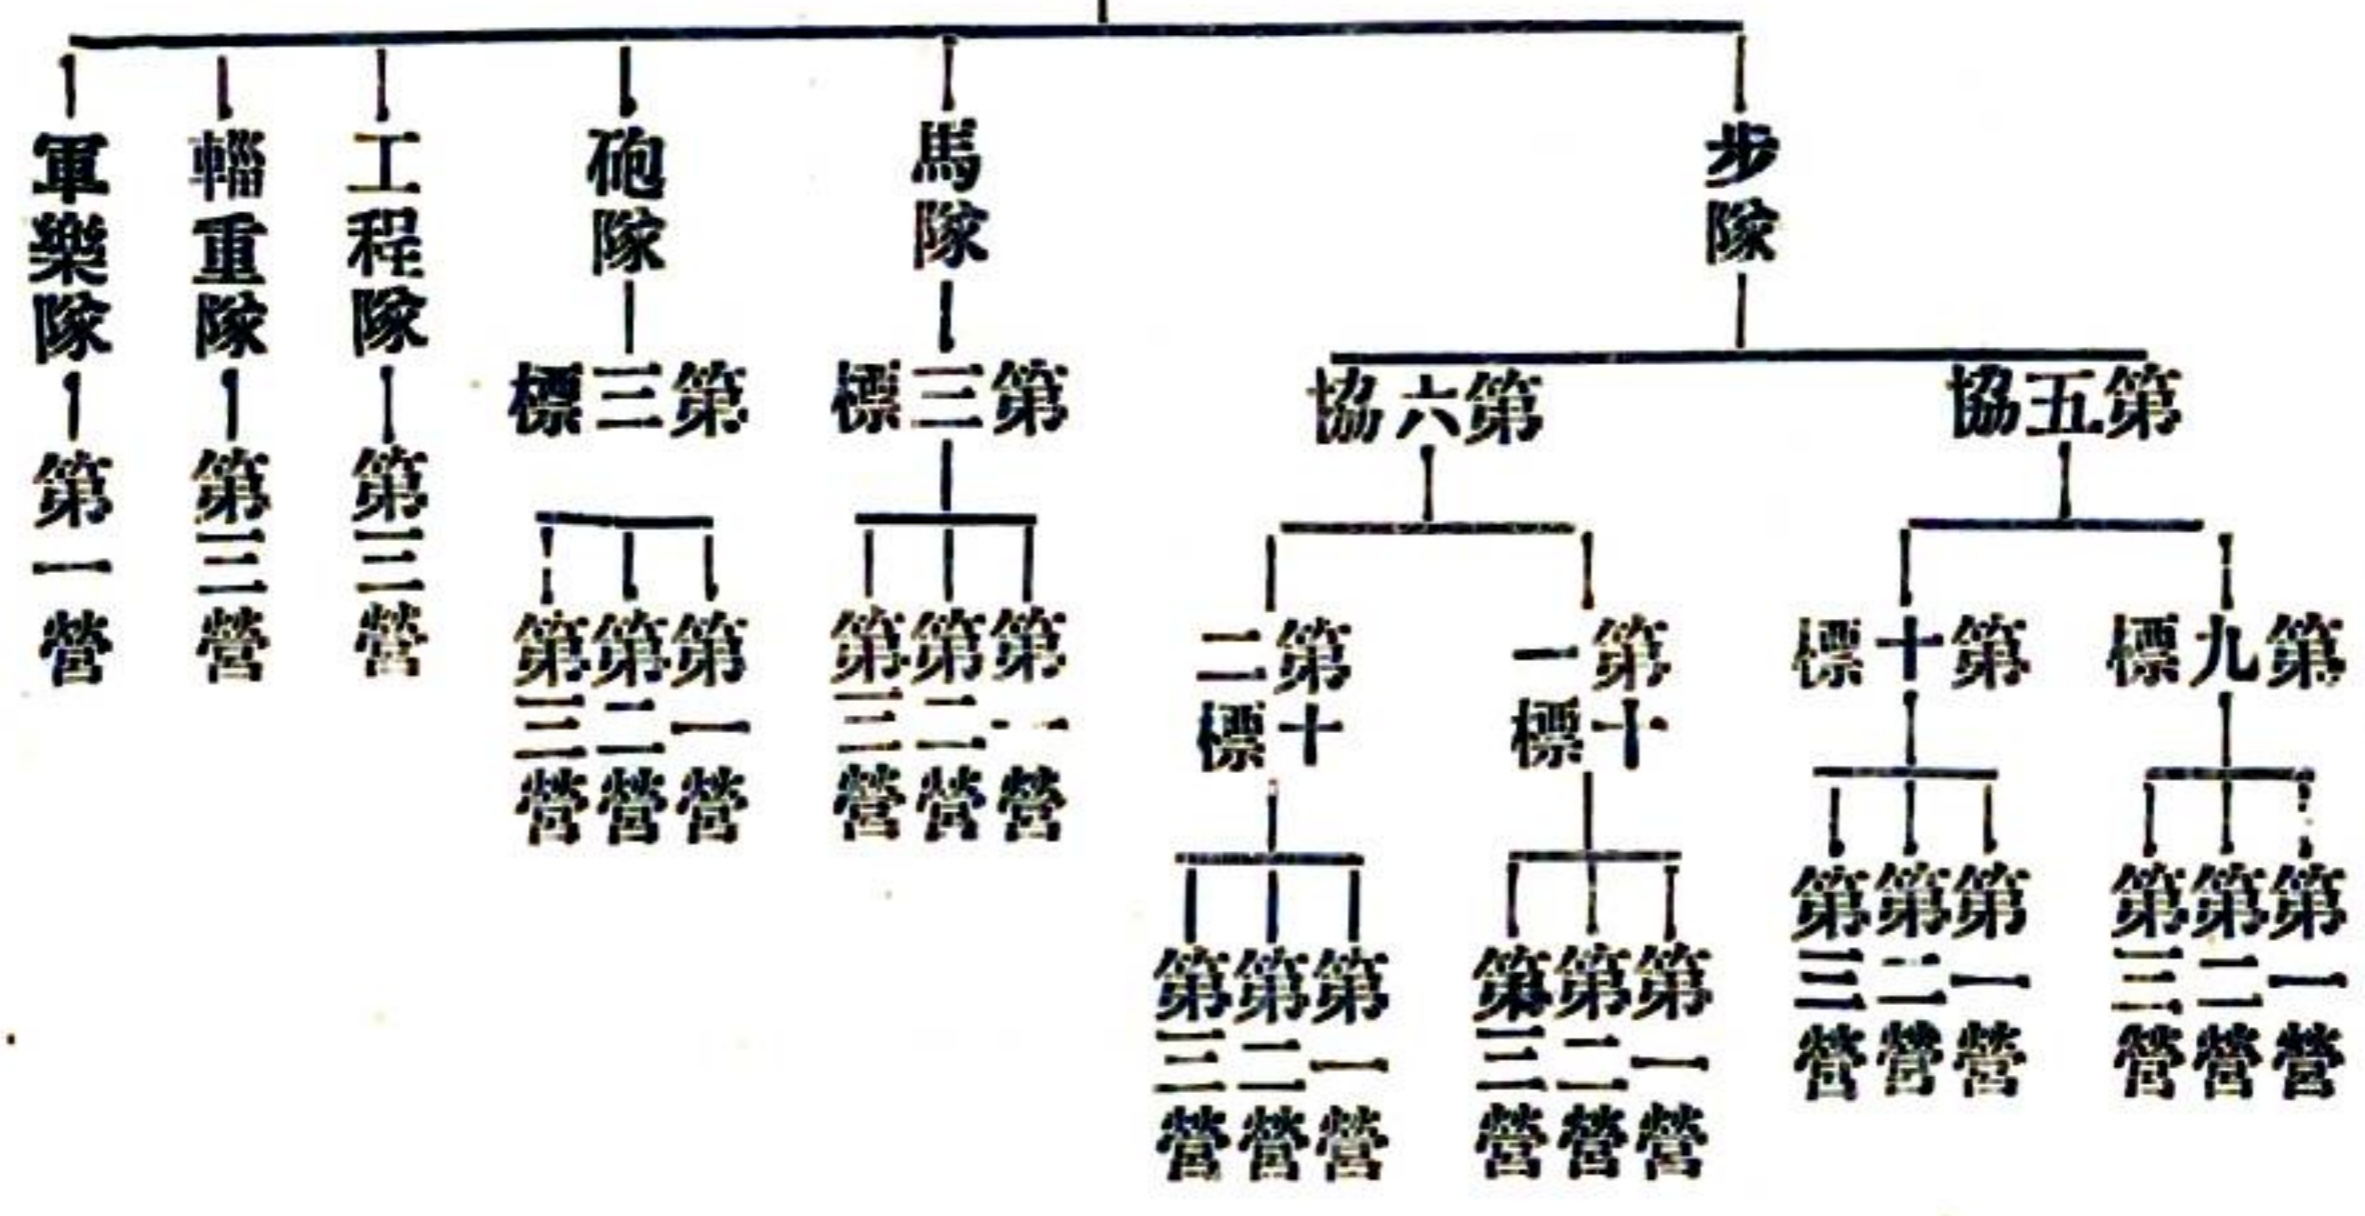 步隊
第五協
第九標
第一營
第二營
第三營
第十標
第一營
第二營
第三營
第六協
第十一標
第一營
第二營
第三營
第十二標
第一營
第二營
第三營
馬隊
第三標
第一營
第二營
第三營
砲隊
第三標
第一營
第二營
第三營
工程隊
第三營
輜重隊
第三營
軍樂隊
第一營